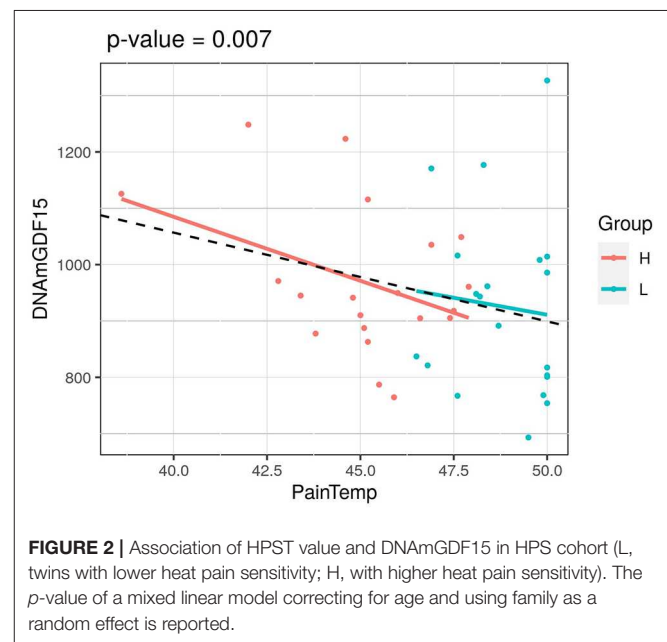 p-value = 0.007
DNAmGDF15
1200
1000
800
40.0 42.5 45.0 47.5 50.0
PainTemp
Group
H
L
FIGURE 2 | Association of HPST value and DNAmGDF15 in HPS cohort (L,
twins with lower heat pain sensitivity; H, with higher heat pain sensitivity). The
p-value of a mixed linear model correcting for age and using family as a
random effect is reported.